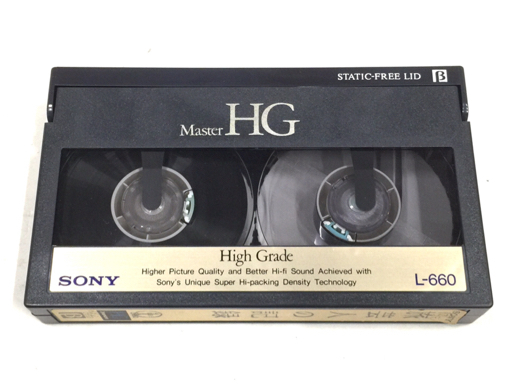 STATIC-FREE LID β
Master HG
High Grade
Higher Picture Quality and Better Hi-fi Sound Achieved with
SONY Sony's Unique Super Hi-packing Density Technology L-660